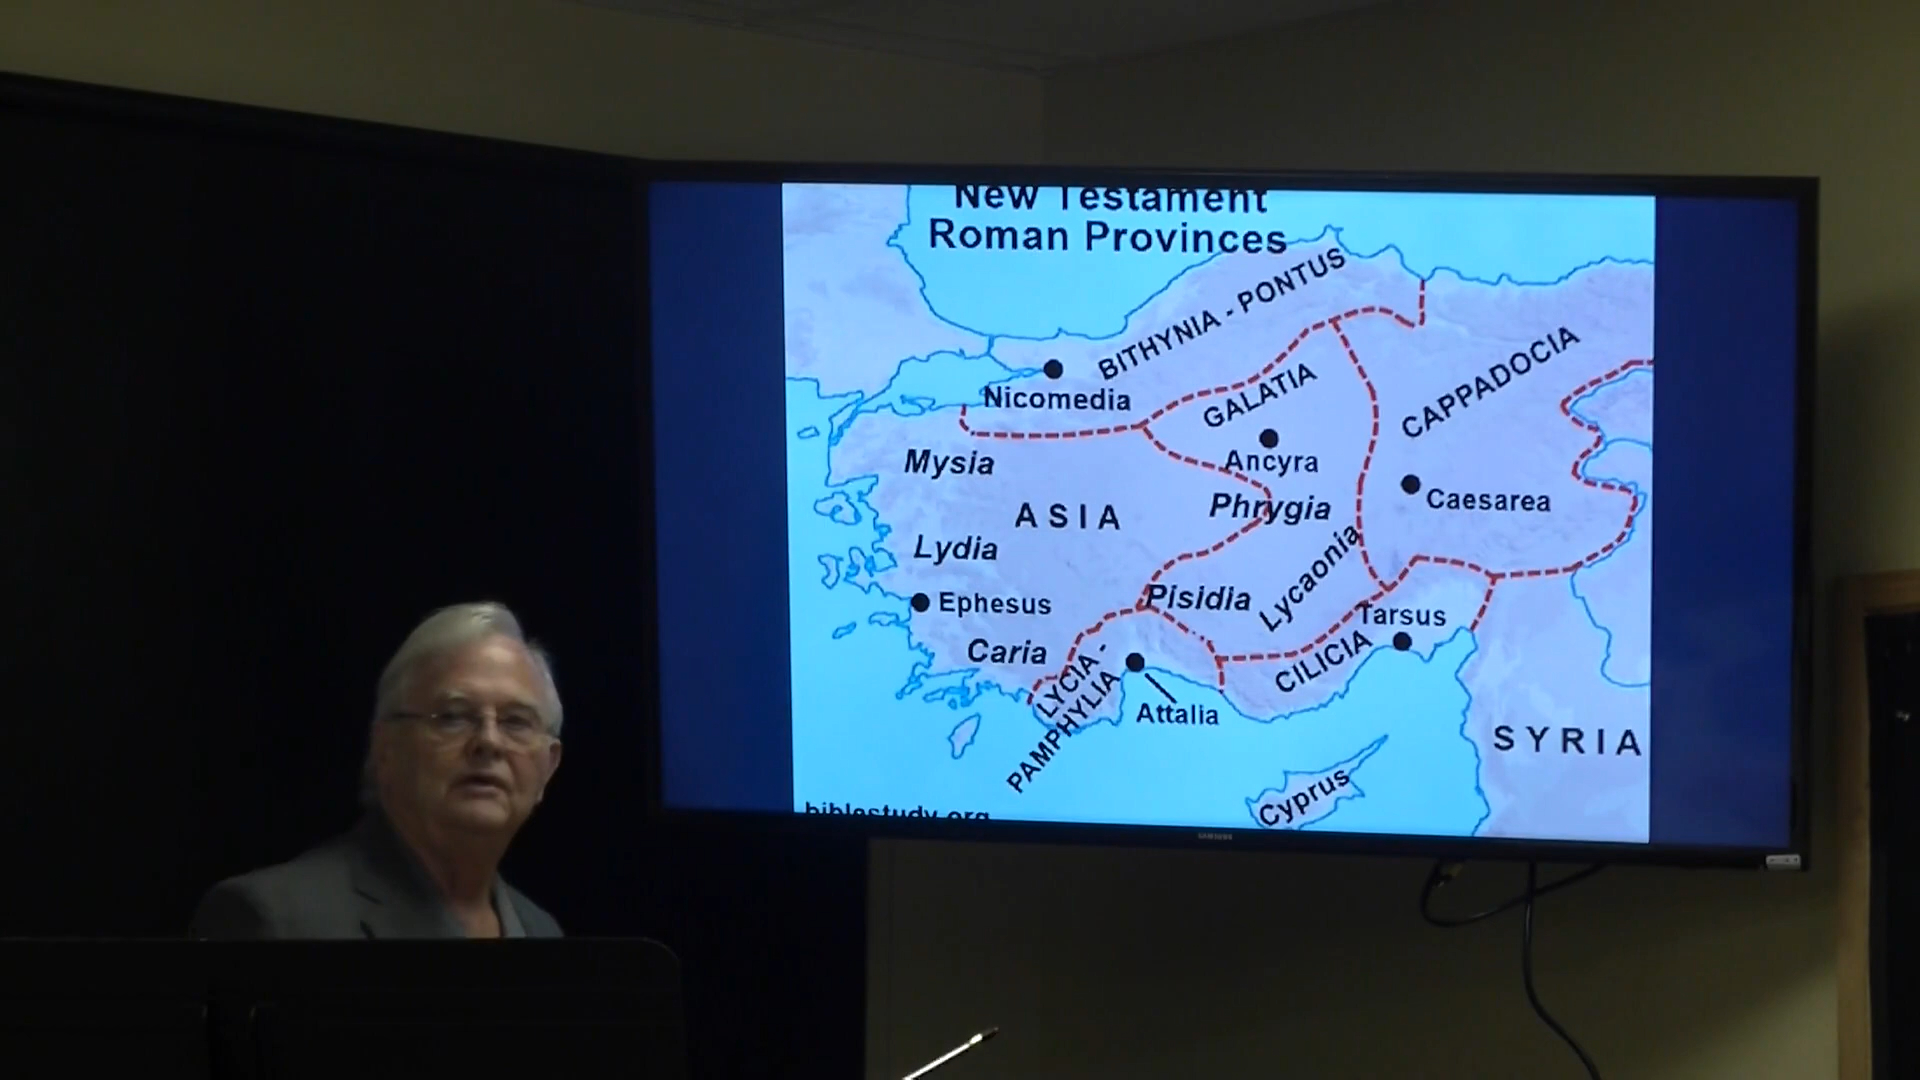 New Testament
Roman Provinces
BITHYNIA - PONTUS
Nicomedia
GALATIA
CAPPADOCIA
Mysia
Ancyra
ASIA
Phrygia
Caesarea
Lydia
Lycaonia
Ephesus
Pisidia
Tarsus
Caria
CILICIA
LYCIA -
PAMPHYLIA
Attalia
SYRIA
Cyprus
biblestudy.org
SAMSUNG